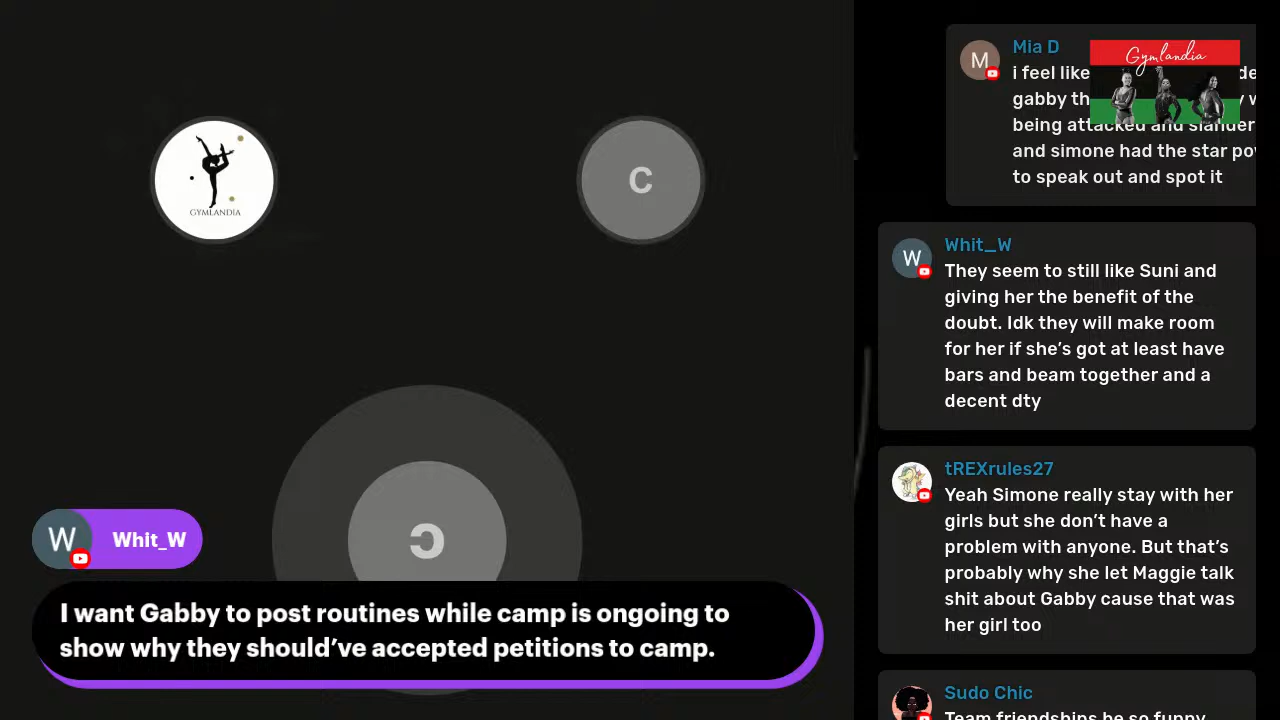 GYMLANDIA
C
Whit_W
W
I want Gabby to post routines while camp is ongoing to
show why they should've accepted petitions to camp.
Gymlandia
M
Mia D
i feel like
gabby th
being attacked and slander
and simone had the star pow
to speak out and spot it
W
Whit_W
They seem to still like Suni and
giving her the benefit of the
doubt. Idk they will make room
for her if she's got at least have
bars and beam together and a
decent dty
tREXrules27
Yeah Simone really stay with her
girls but she don't have a
problem with anyone. But that's
probably why she let Maggie talk
shit about Gabby cause that was
her girl too
Sudo Chic
Team friendships be so funny